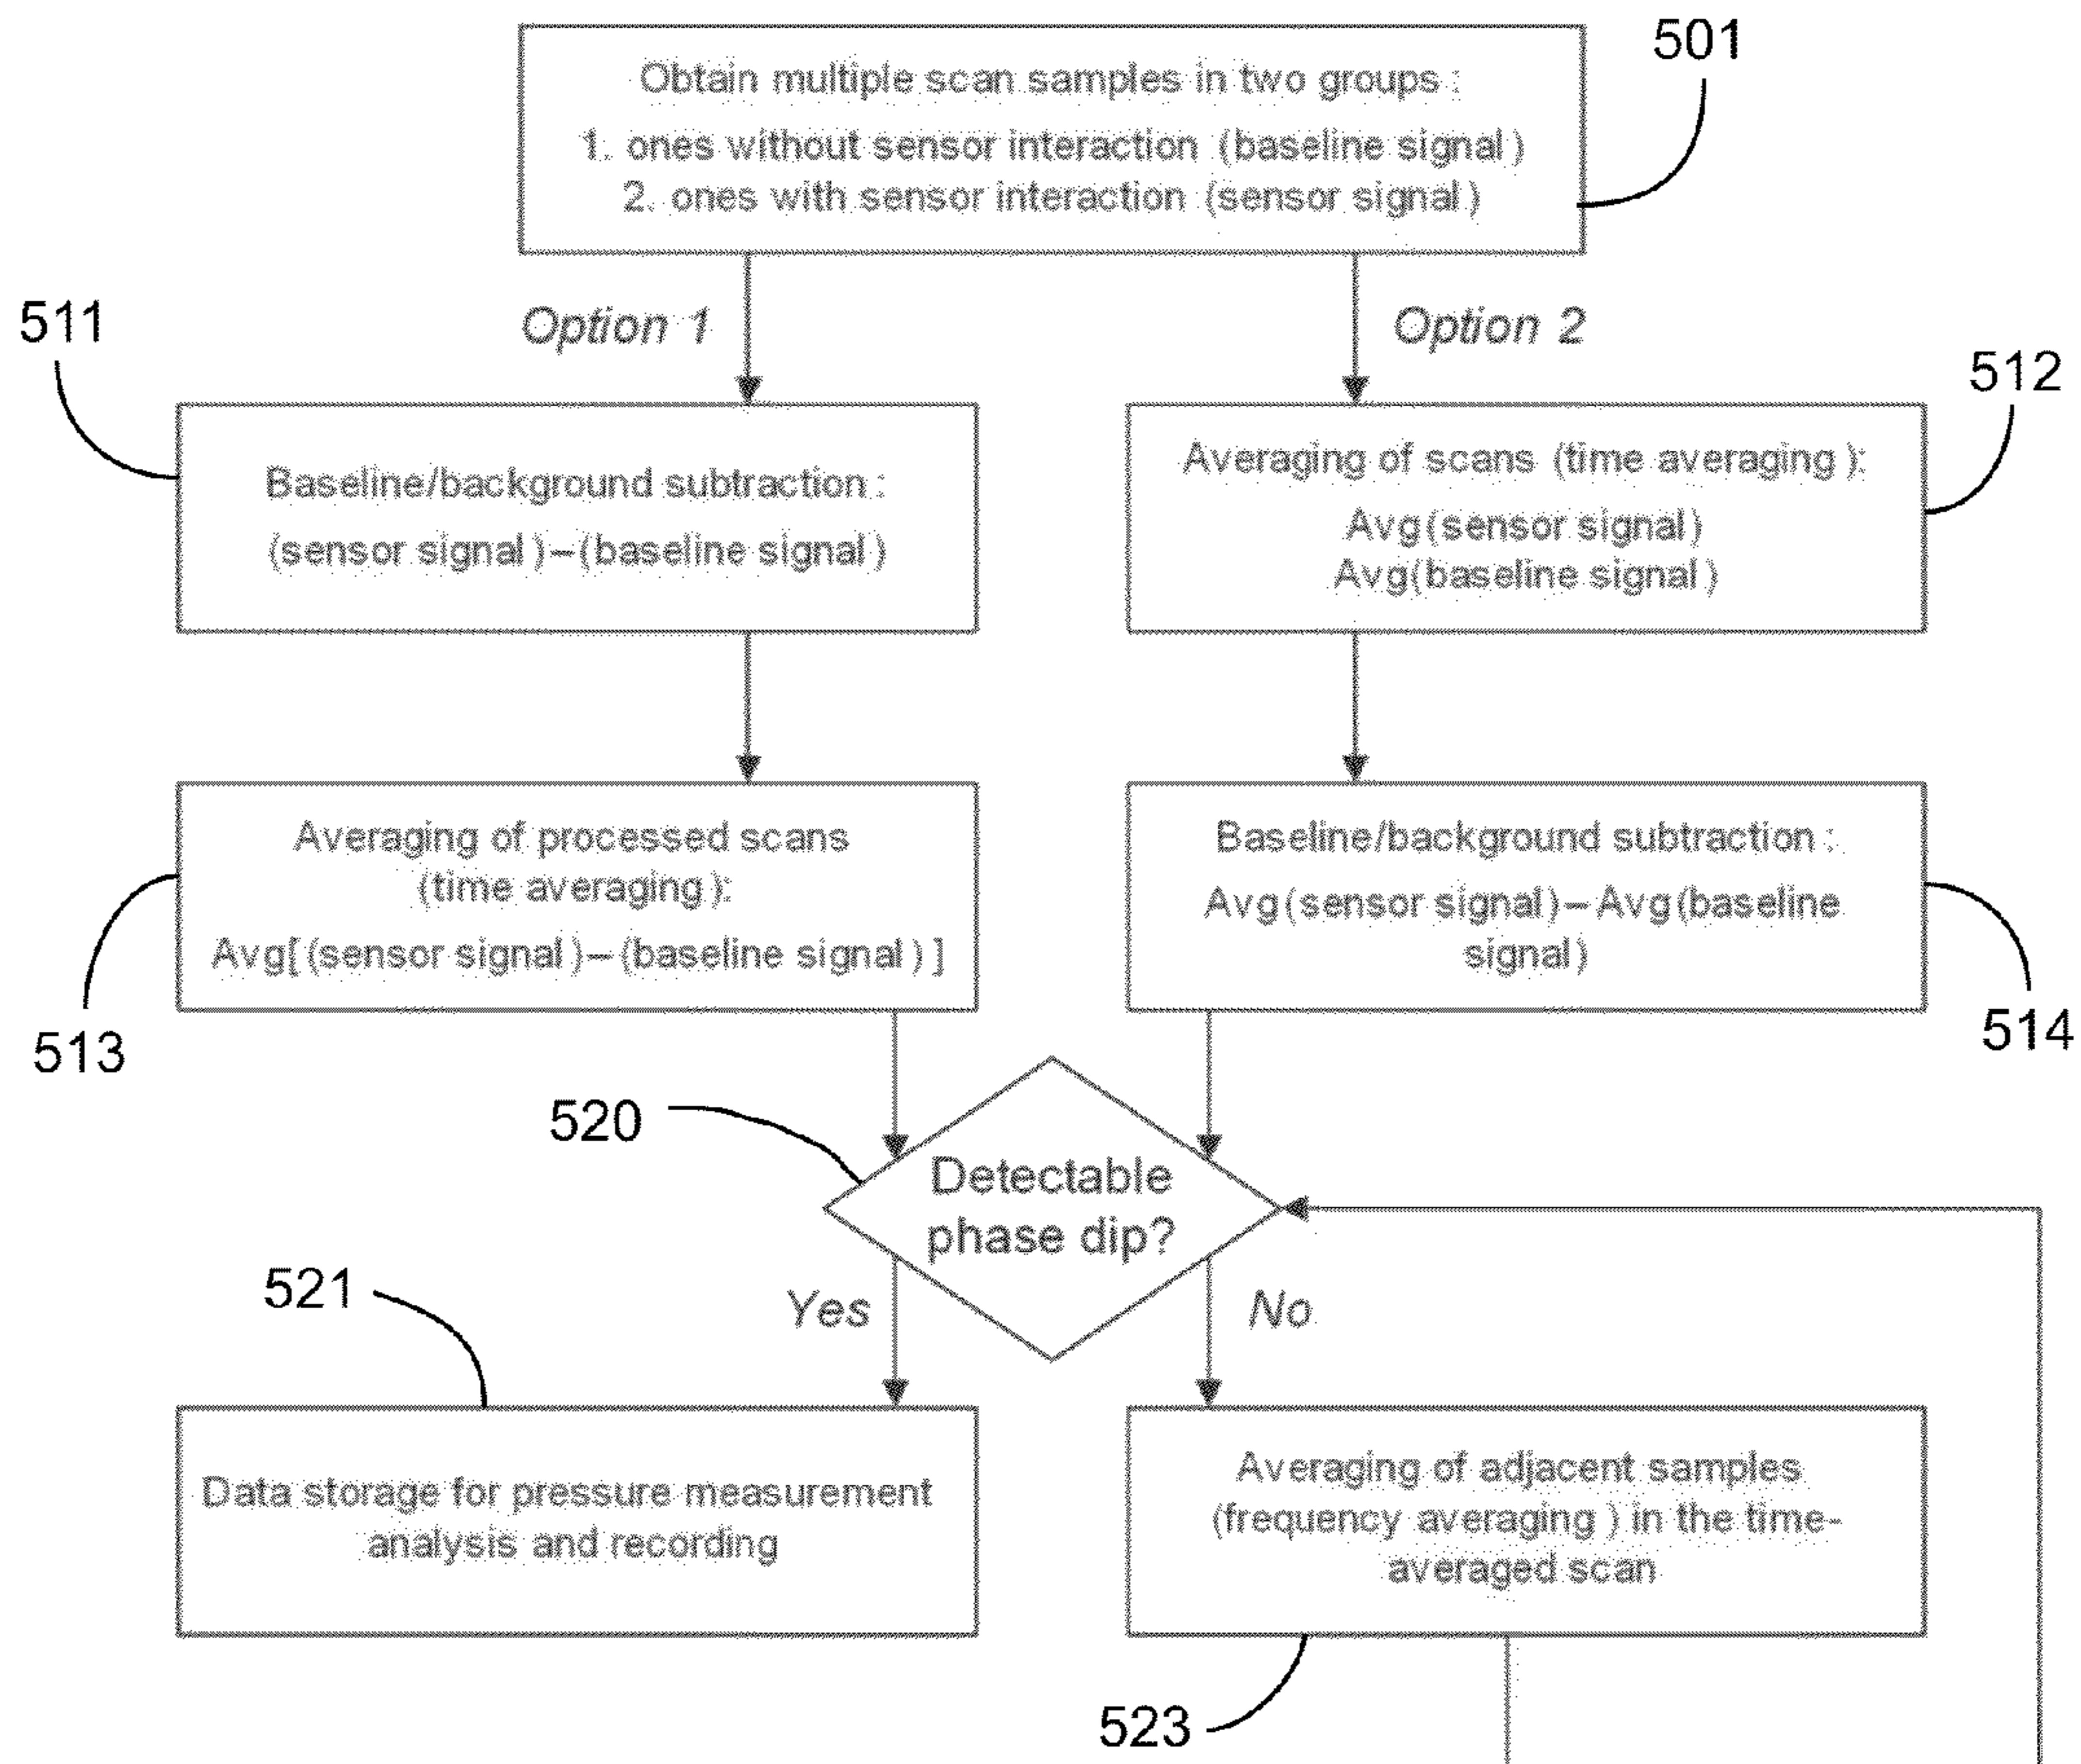 501
Obtain multiple scan samples in two groups :
1. ones without sensor interaction (baseline signal)
2. ones with sensor interaction (sensor signal)
Option 1
Option 2
511
512
Baseline/background subtraction :
(sensor signal)–(baseline signal)
Averaging of scans (time averaging):
Avg(sensor signal)
Avg(baseline signal)
Averaging of processed scans
(time averaging):
Avg[(sensor signal)–(baseline signal)]
513
Baseline/background subtraction :
Avg(sensor signal)–Avg(baseline
signal)
514
520
Detectable
phase dip?
521
Yes
No
Data storage for pressure measurement
analysis and recording
Averaging of adjacent samples
(frequency averaging) in the time-
averaged scan
523